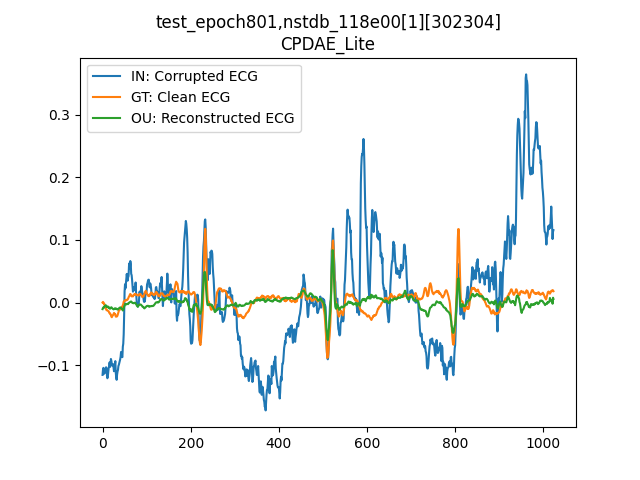 test_epoch801,nstdb_118e00[1][302304]
CPDAE_Lite
IN: Corrupted ECG
GT: Clean ECG
OU: Reconstructed ECG
0.3
0.2
0.1
0.0
−0.1
0 200 400 600 800 1000